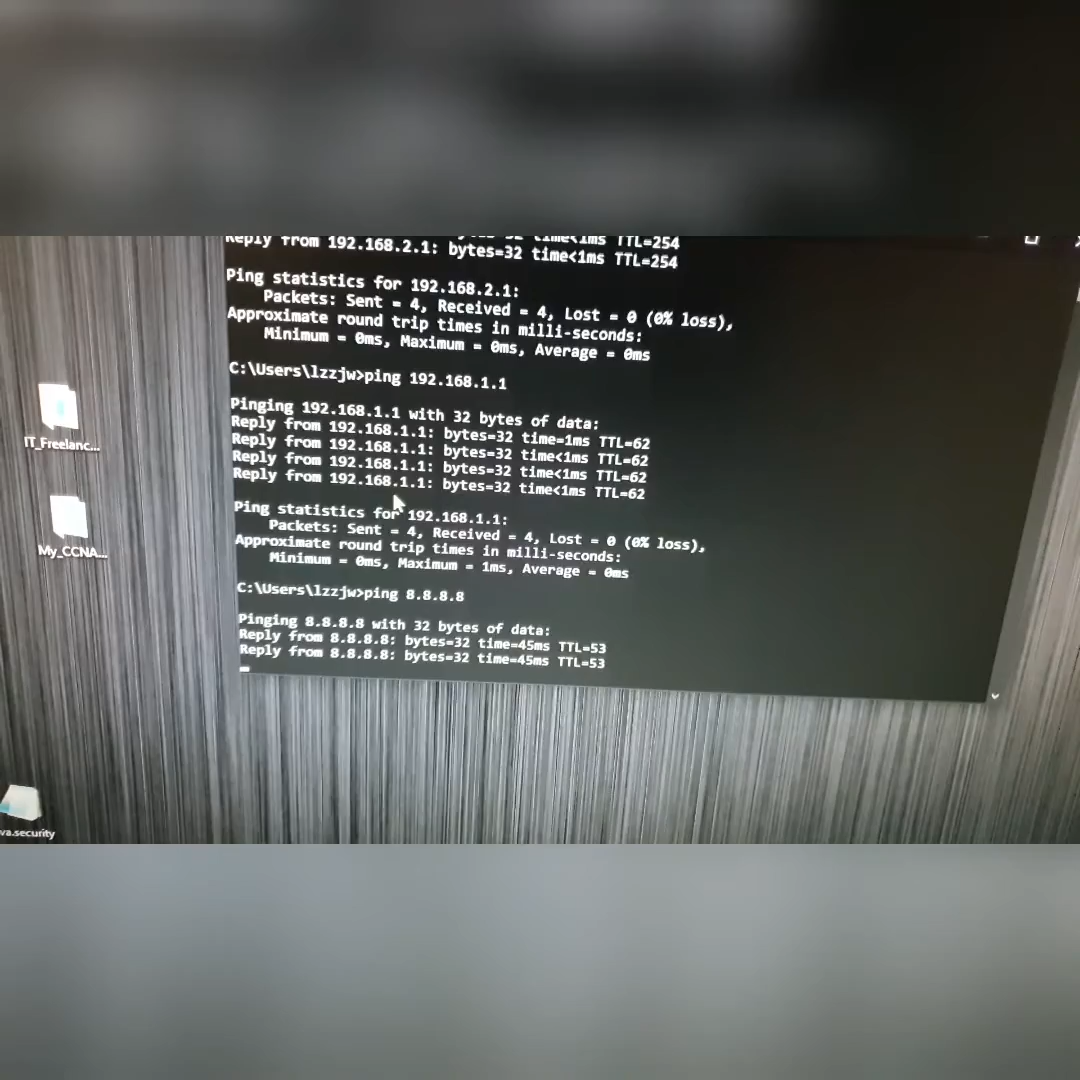 time<1ms TTL=254
Reply from 192.168.2.1: bytes=32 time<1ms TTL=254
Ping statistics for 192.168.2.1:
Packets: Sent = 4, Received = 4, Lost = 0 (0% loss),
Approximate round trip times in milli-seconds:
Minimum = 0ms, Maximum = 0ms, Average = 0ms
C:\Users\lzzjw>ping 192.168.1.1
Pinging 192.168.1.1 with 32 bytes of data:
Reply from 192.168.1.1: bytes=32 time=1ms TTL=62
Reply from 192.168.1.1: bytes=32 time<1ms TTL=62
Reply from 192.168.1.1: bytes=32 time<1ms TTL=62
Reply from 192.168.1.1: bytes=32 time<1ms TTL=62
Ping statistics for 192.168.1.1:
Packets: Sent = 4, Received = 4, Lost = 0 (0% loss),
Approximate round trip times in milli-seconds:
Minimum = 0ms, Maximum = 1ms, Average = 0ms
C:\Users\lzzjw>ping 8.8.8.8
Pinging 8.8.8.8 with 32 bytes of data:
Reply from 8.8.8.8: bytes=32 time=45ms TTL=53
Reply from 8.8.8.8: bytes=32 time=45ms TTL=53
IT_Freelanc...
My_CCNA...
va.security